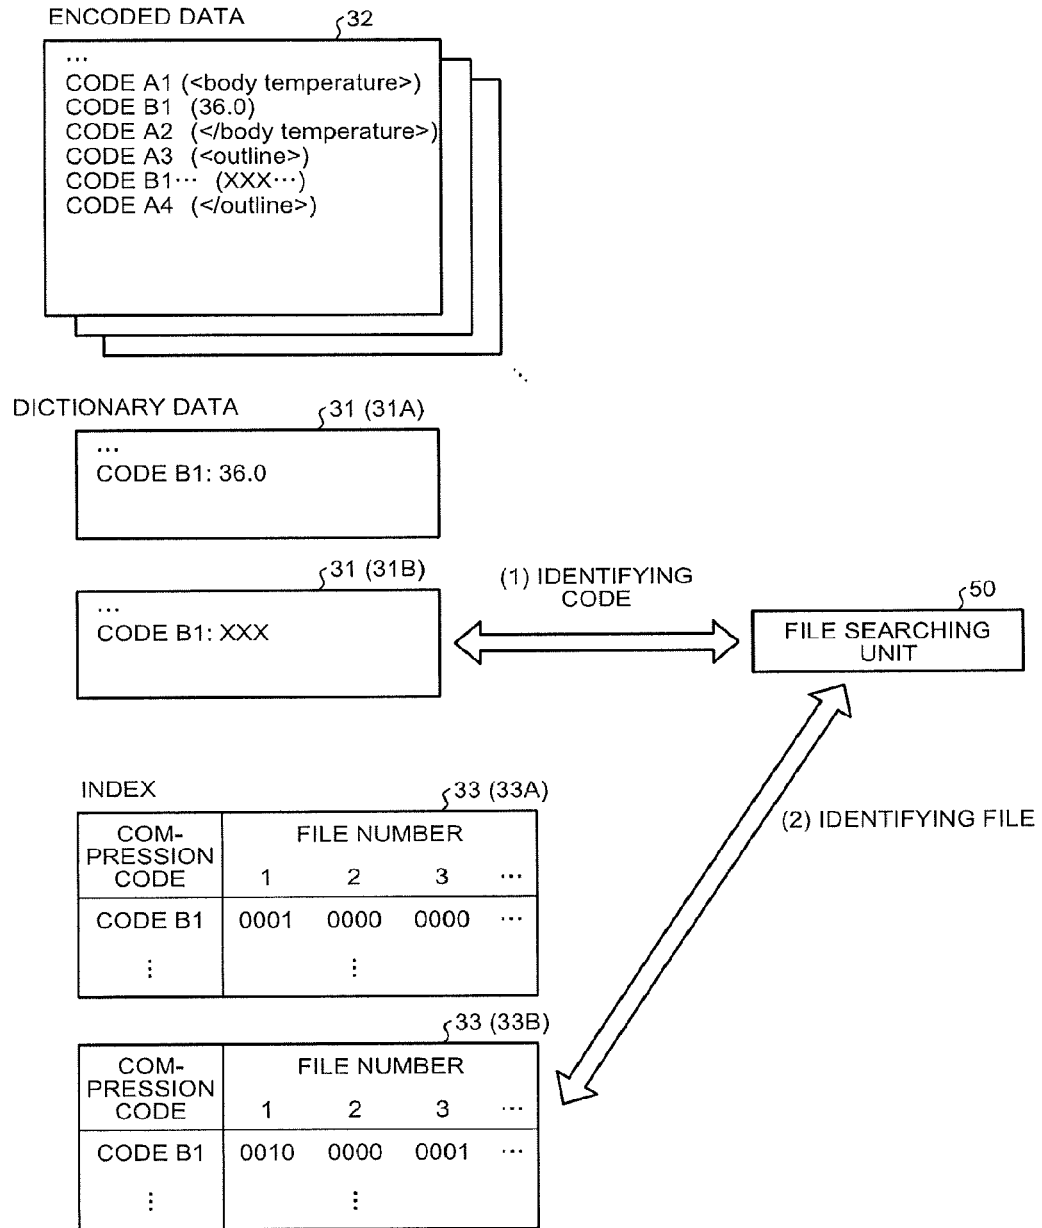 ENCODED DATA
32
...
CODE A1 (<body temperature>)
CODE B1 (36.0)
CODE A2 (</body temperature>)
CODE A3 (<outline>)
CODE B1... (XXX...)
CODE A4 (</outline>)
...
DICTIONARY DATA
31 (31A)
...
CODE B1: 36.0
31 (31B)
...
CODE B1: XXX
(1) IDENTIFYING
CODE
50
FILE SEARCHING
UNIT
INDEX
33 (33A)
COM-
PRESSION
CODE
FILE NUMBER
1 2 3 ...
CODE B1 0001 0000 0000 ...
⋮ ⋮
(2) IDENTIFYING FILE
33 (33B)
COM-
PRESSION
CODE
FILE NUMBER
1 2 3 ...
CODE B1 0010 0000 0001 ...
⋮ ⋮